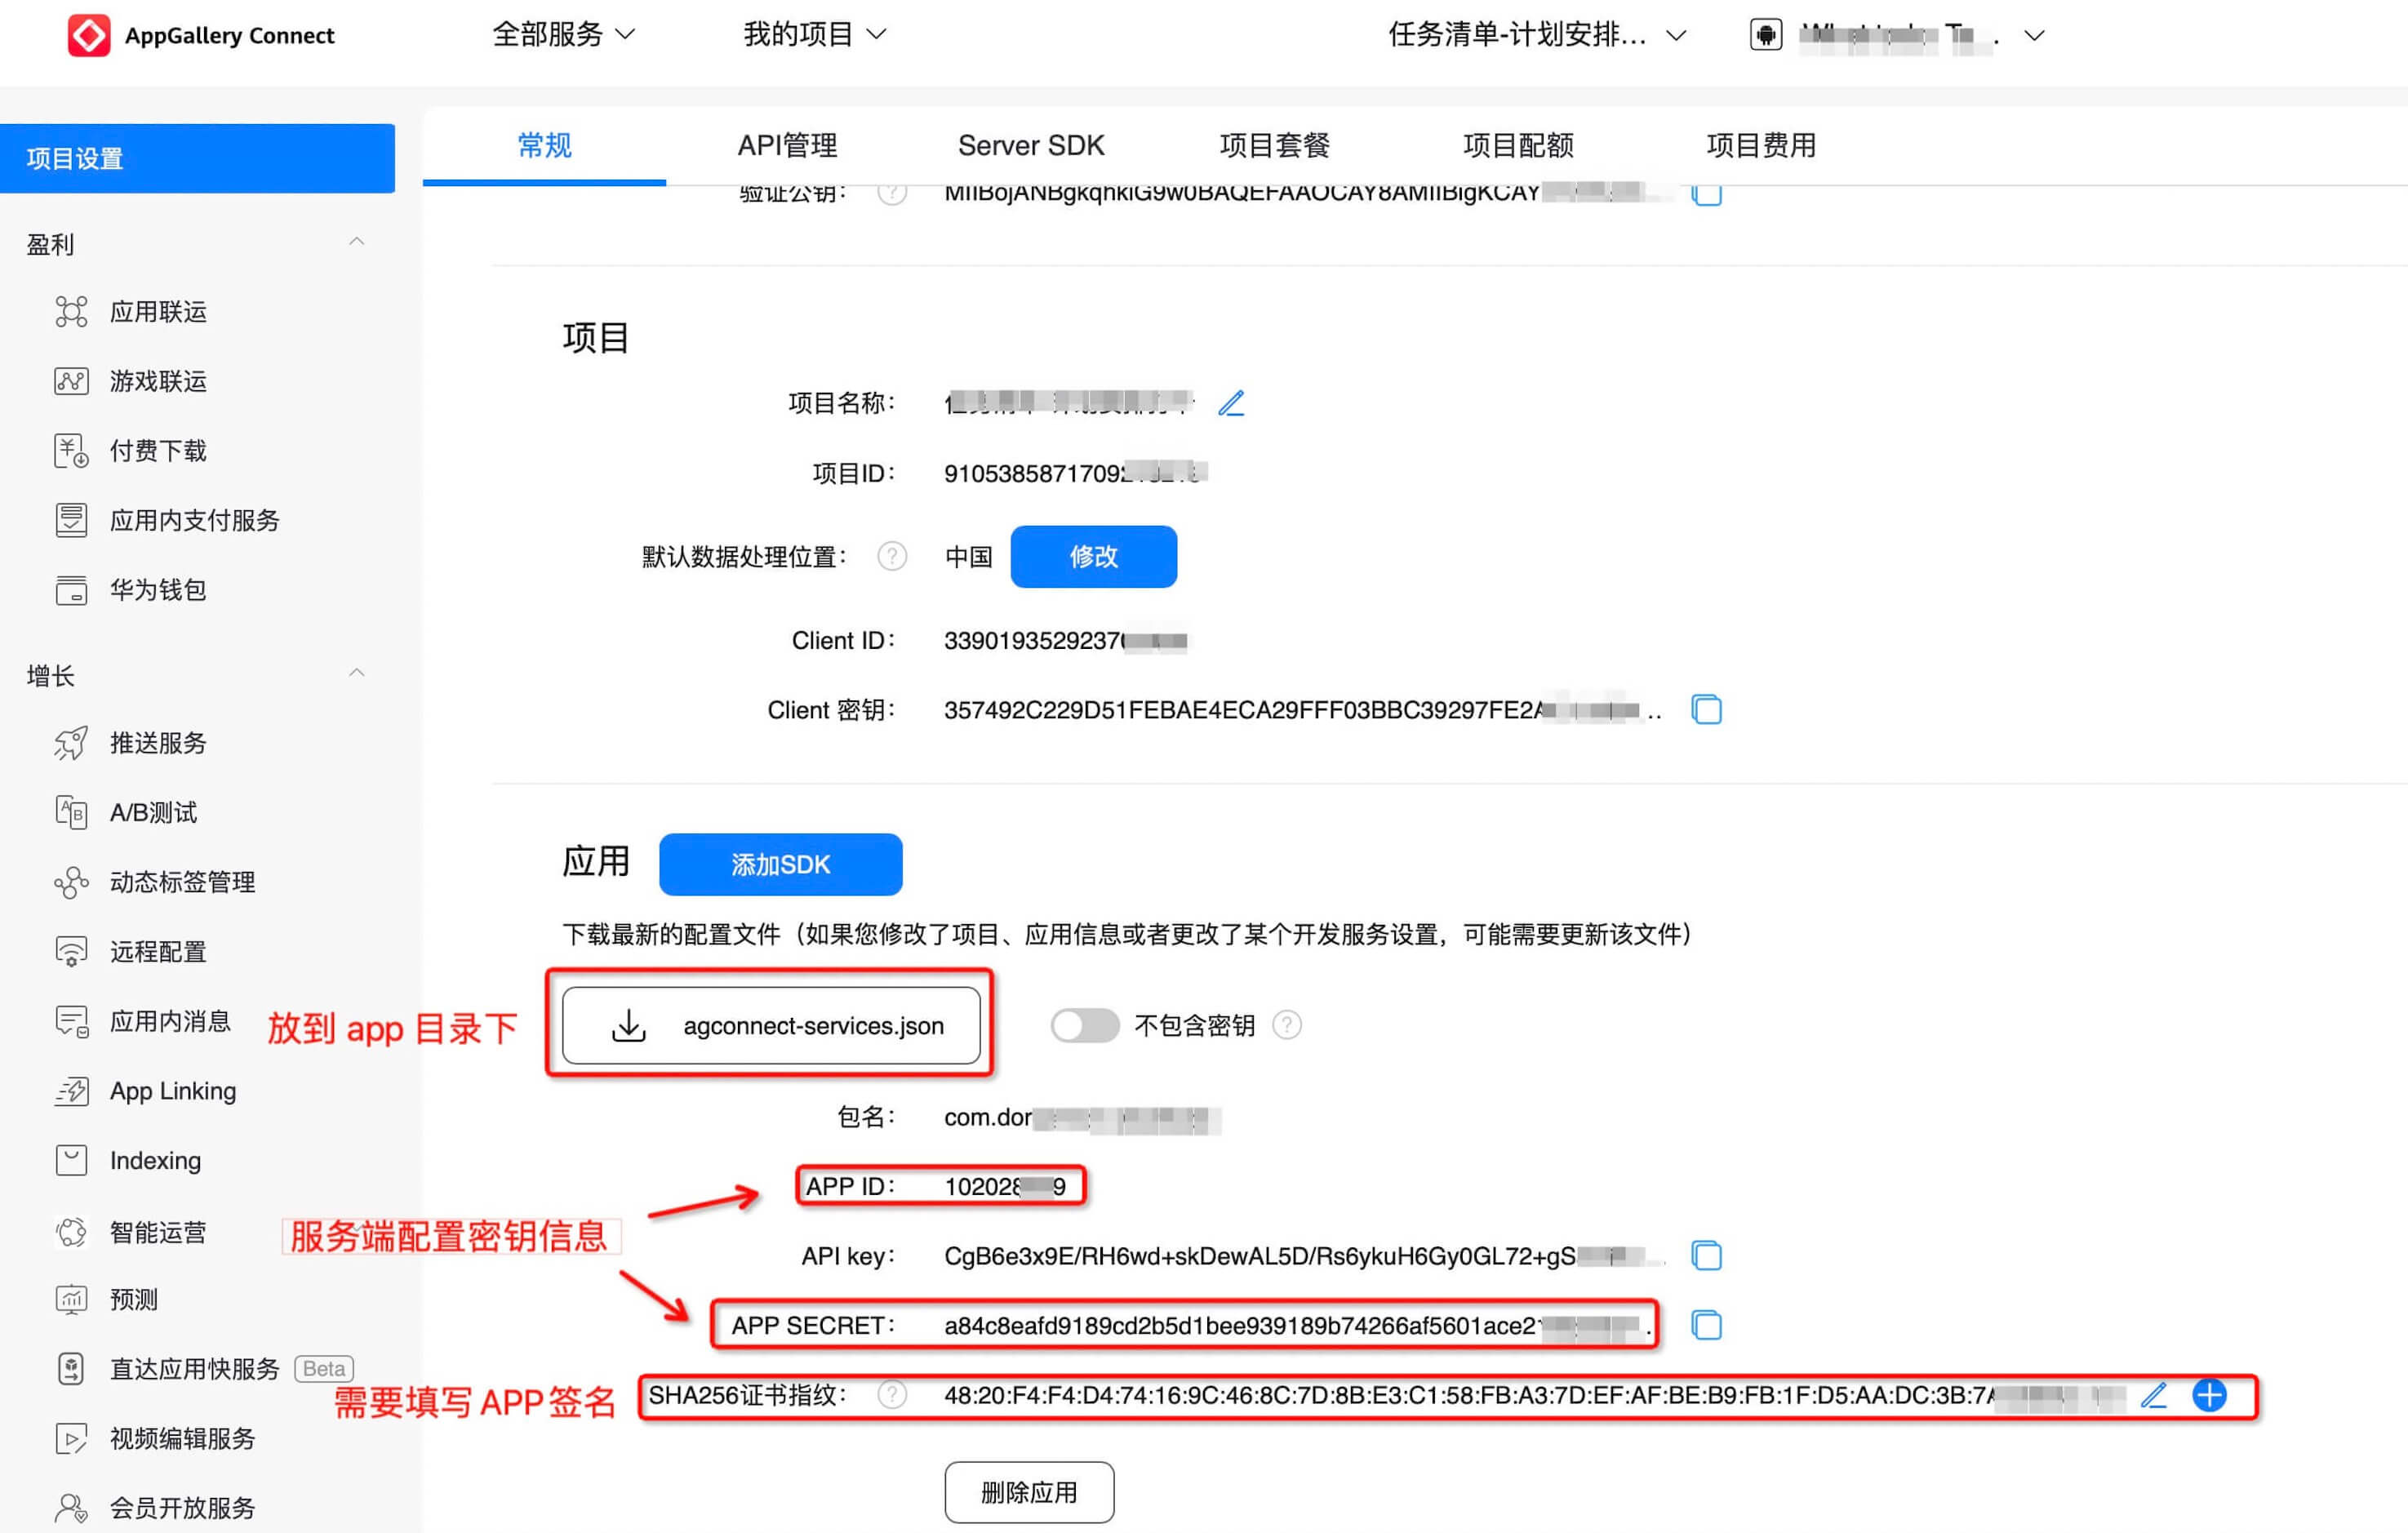 AppGallery Connect
全部服务
我的项目
任务清单-计划安排...
项目设置
盈利
应用联运
游戏联运
付费下载
应用内支付服务
华为钱包
增长
推送服务
A/B测试
动态标签管理
远程配置
应用内消息
App Linking
Indexing
智能运营
预测
直达应用快服务 Beta
视频编辑服务
会员开放服务
常规 API管理 Server SDK 项目套餐 项目配额 项目费用
验证公钥： MIIBojANBgkqhkiG9w0BAQEFAAOCAY8AMIIBigKCAY
项目
项目名称：
项目ID： 9105385871709
默认数据处理位置： 中国 修改
Client ID： 3390193529237
Client 密钥： 357492C229D51FEBAE4ECA29FFF03BBC39297FE2A ..
应用 添加SDK
下载最新的配置文件（如果您修改了项目、应用信息或者更改了某个开发服务设置，可能需要更新该文件）
放到 app 目录下
agconnect-services.json 不包含密钥
包名： com.dor
APP ID： 102028 9
服务端配置密钥信息
API key： CgB6e3x9E/RH6wd+skDewAL5D/Rs6ykuH6Gy0GL72+gS
APP SECRET： a84c8eafd9189cd2b5d1bee939189b74266af5601ace2 .
需要填写 APP 签名
SHA256证书指纹： 48:20:F4:F4:D4:74:16:9C:46:8C:7D:8B:E3:C1:58:FB:A3:7D:EF:AF:BE:B9:FB:1F:D5:AA:DC:3B:7A
删除应用